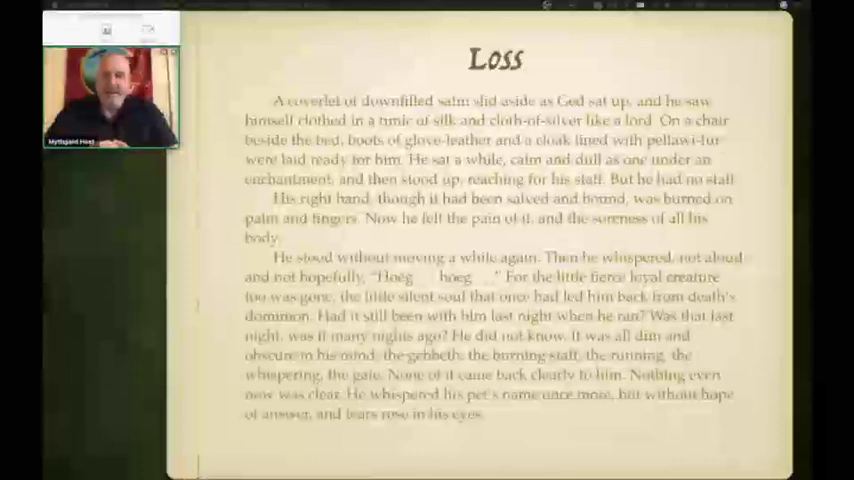 Loss
A coverlet of downfilled satin slid aside as Ged sat up, and he saw
himself clothed in a tunic of silk and cloth-of-silver like a lord. On a chair
beside the bed, boots of glove-leather and a cloak lined with pellawi-fur
were laid ready for him. He sat a while, calm and dull as one under an
enchantment, and then stood up, reaching for his staff. But he had no staff.
His right hand, though it had been salved and bound, was burned on
palm and fingers. Now he felt the pain of it, and the soreness of all his
body.
He stood without moving a while again. Then he whispered, not aloud
and not hopefully, "Hoeg... hoeg..." For the little fierce loyal creature
too was gone, the little silent soul that once had led him back from death's
dominion. Had it still been with him last night when he ran? Was that last
night, was it many nights ago? He did not know. It was all dim and
obscure in his mind, the gebbeth, the burning staff, the running, the
whispering, the gate. None of it came back clearly to him. Nothing even
now was clear. He whispered his pet's name once more, but without hope
of answer, and tears rose in his eyes.
Mythgard Host